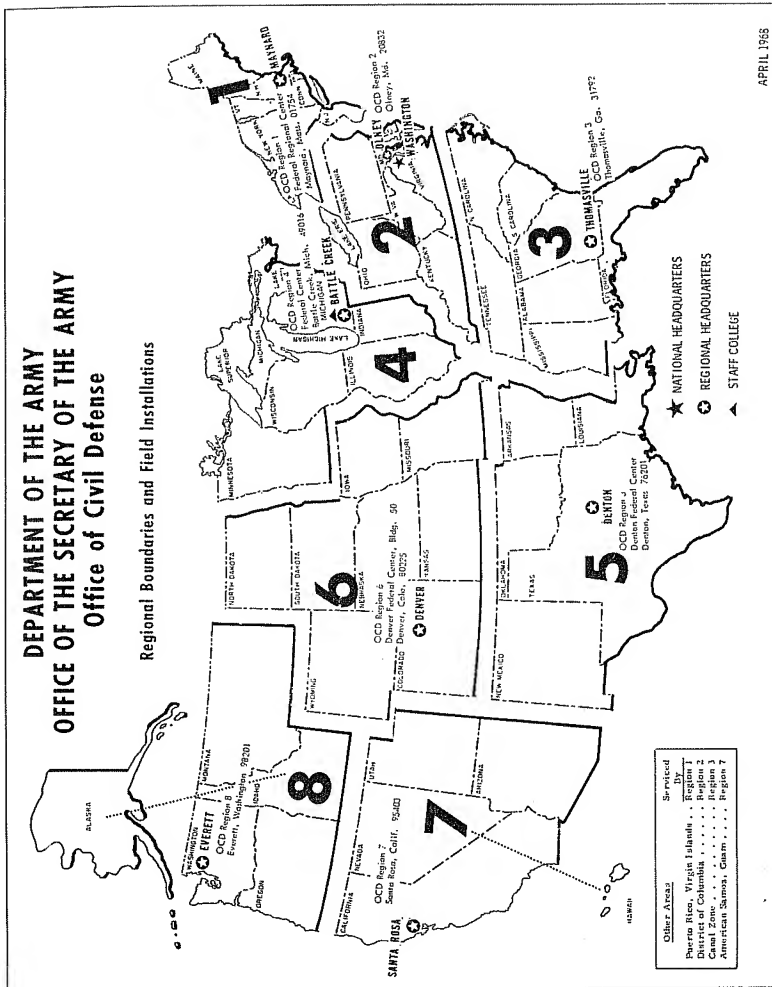 DEPARTMENT OF THE ARMY
OFFICE OF THE SECRETARY OF THE ARMY
Office of Civil Defense
Regional Boundaries and Field Installations
ALASKA
WASHINGTON
EVERETT
OCD Region 8
Everett, Washington 98201
MONTANA
OREGON
IDAHO
8
CALIFORNIA
NEVADA
UTAH
OCD Region 7
Santa Rosa, Calif. 95403
SANTA ROSA
7
ARIZONA
HAWAII
NORTH DAKOTA
SOUTH DAKOTA
WYOMING
6
NEBRASKA
OCD Region 6
Denver Federal Center, Bldg. 50
Denver, Colo. 80225
COLORADO
DENVER
KANSAS
IOWA
MISSOURI
MINNESOTA
NEW MEXICO
OKLAHOMA
TEXAS
ARKANSAS
LOUISIANA
5
DENTON
OCD Region 5
Denton Federal Center
Denton, Texas 76201
LAKE SUPERIOR
MICHIGAN
WISCONSIN
LAKE MICHIGAN
ILLINOIS
INDIANA
4
LAKE
OCD Region 4
Federal Center
Battle Creek, Mich. 49016
MICHIGAN
BATTLE CREEK
LAKE ERIE
OHIO
PENNSYLVANIA
KENTUCKY
W VA
VIRGINIA
2
MD
OLNEY
WASHINGTON
OCD Region 2
Olney, Md. 20832
MAINE
1
VT
N H
NEW YORK
CONN
N J
MAYNARD
OCD Region 1
Federal Regional Center
Maynard, Mass. 01754
TENNESSEE
N CAROLINA
S CAROLINA
MISSISSIPPI
ALABAMA
GEORGIA
FLORIDA
3
THOMASVILLE
OCD Region 3
Thomasville, Ga. 31792
NATIONAL HEADQUARTERS
REGIONAL HEADQUARTERS
STAFF COLLEGE
Other Areas Serviced By
Puerto Rico, Virgin Islands . . Region 1
District of Columbia . . . . . . Region 2
Canal Zone . . . . . . . . Region 3
American Samoa, Guam . . . . Region 7
APRIL 1968